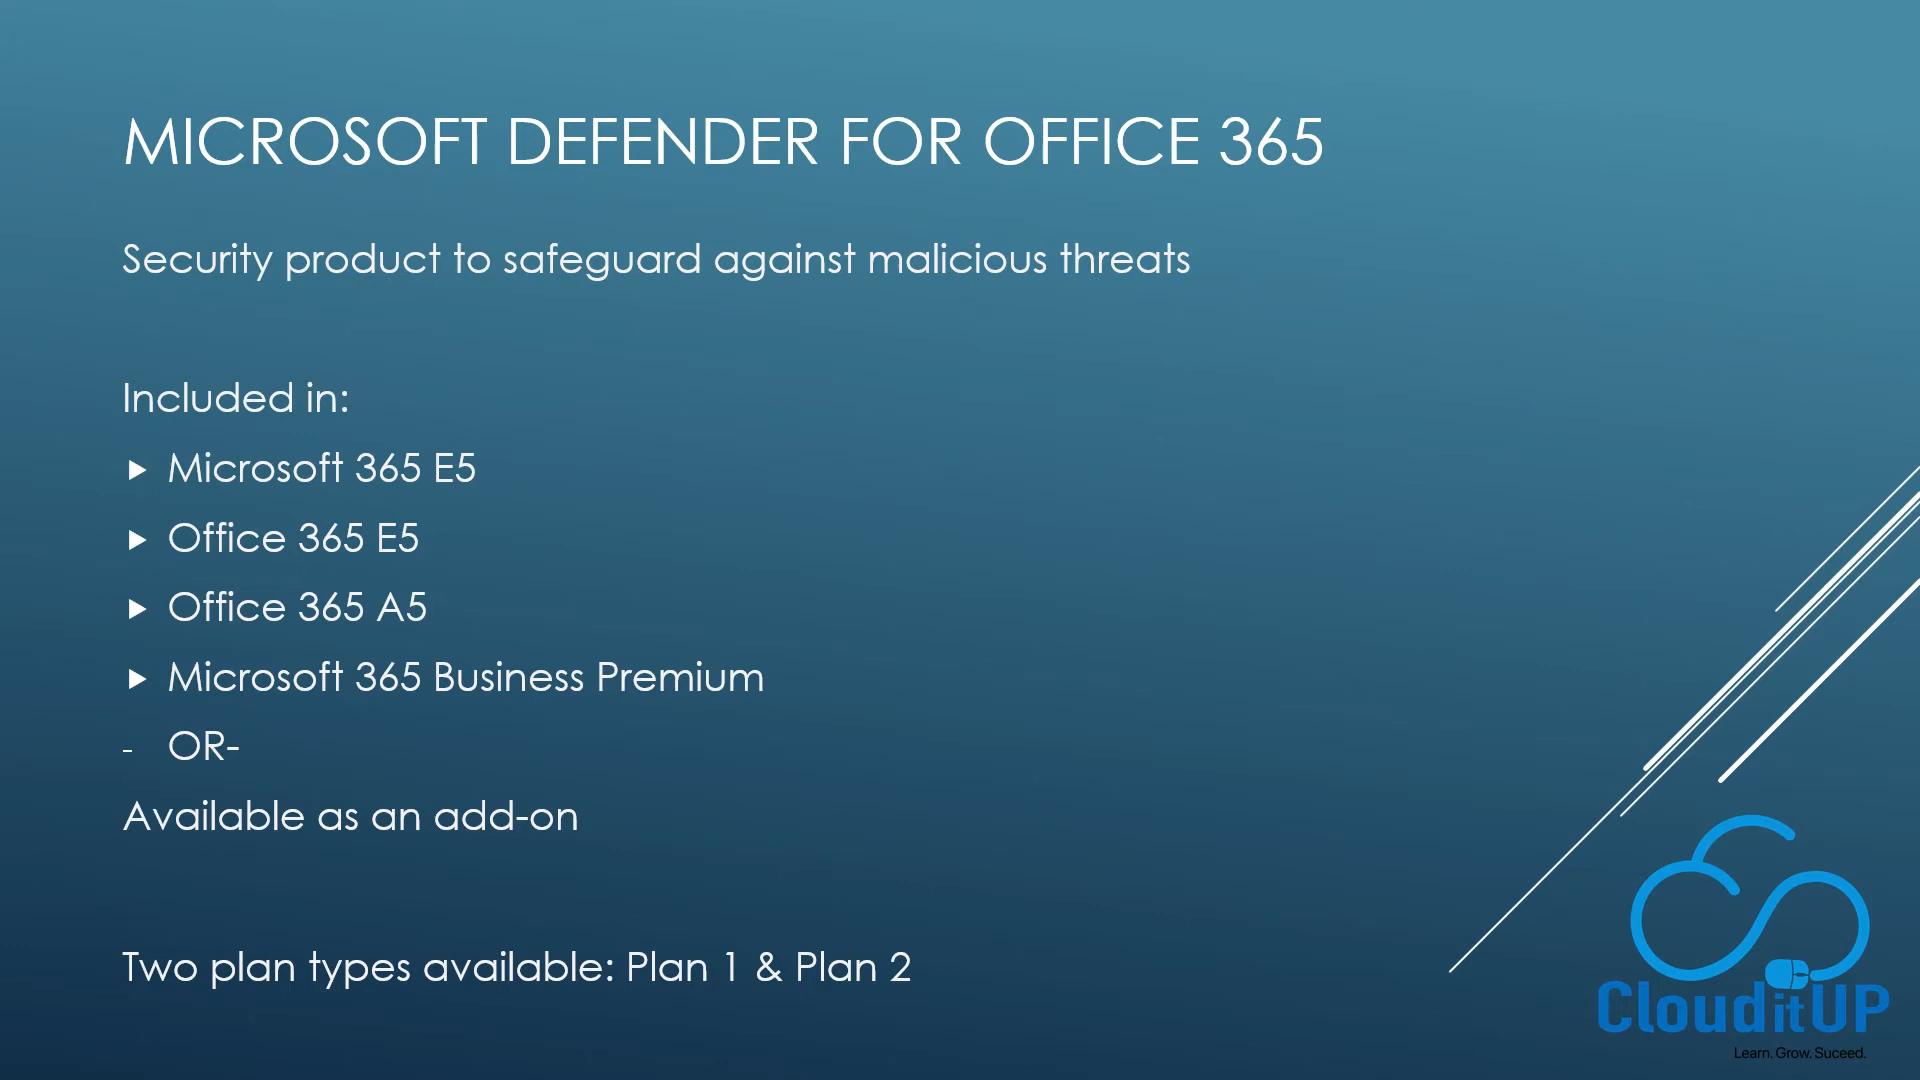 MICROSOFT DEFENDER FOR OFFICE 365
Security product to safeguard against malicious threats
Included in:
Microsoft 365 E5
Office 365 E5
Office 365 A5
Microsoft 365 Business Premium
- OR-
Available as an add-on
Two plan types available: Plan 1 & Plan 2
ClouditUP
Learn. Grow. Suceed.